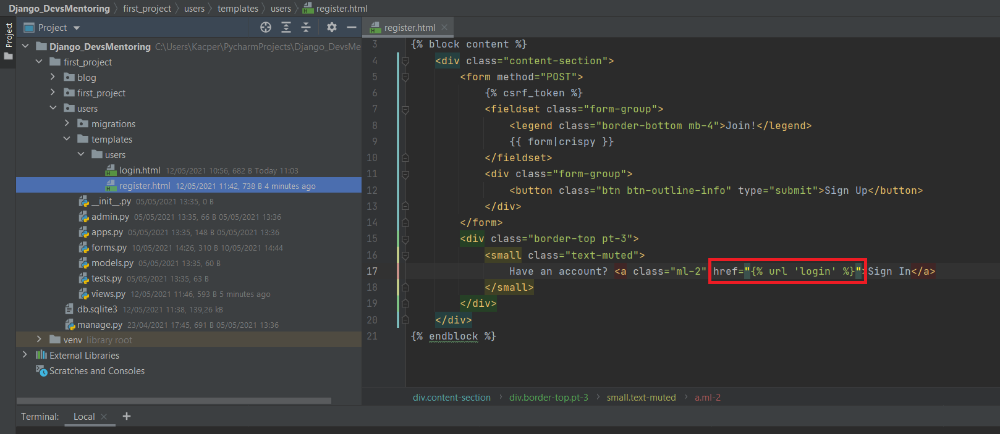 Django_DevsMentoring first_project users templates users register.html
Project
Project
Django_DevsMentoring C:\Users\Kacper\PycharmProjects\Django_DevsMe
first_project
blog
first_project
users
migrations
templates
users
login.html 12/05/2021 10:56, 682 B Today 11:03
register.html 12/05/2021 11:42, 738 B 4 minutes ago
__init__.py 05/05/2021 13:35, 0 B
admin.py 05/05/2021 13:35, 66 B 05/05/2021 13:36
apps.py 05/05/2021 13:35, 148 B 05/05/2021 13:36
forms.py 10/05/2021 14:26, 310 B 10/05/2021 14:44
models.py 05/05/2021 13:35, 60 B
tests.py 05/05/2021 13:35, 63 B
views.py 12/05/2021 11:46, 593 B 5 minutes ago
db.sqlite3 12/05/2021 11:38, 139,26 kB
manage.py 23/04/2021 17:45, 691 B 05/05/2021 13:36
venv library root
External Libraries
Scratches and Consoles
register.html
3 {% block content %}
4 <div class="content-section">
5 <form method="POST">
6 {% csrf_token %}
7 <fieldset class="form-group">
8 <legend class="border-bottom mb-4">Join!</legend>
9 {{ form|crispy }}
10 </fieldset>
11 <div class="form-group">
12 <button class="btn btn-outline-info" type="submit">Sign Up</button>
13 </div>
14 </form>
15 <div class="border-top pt-3">
16 <small class="text-muted">
17 Have an account? <a class="ml-2" href="{% url 'login' %}">Sign In</a>
18 </small>
19 </div>
20 </div>
21 {% endblock %}
div.content-section div.border-top.pt-3 small.text-muted a.ml-2
Terminal: Local